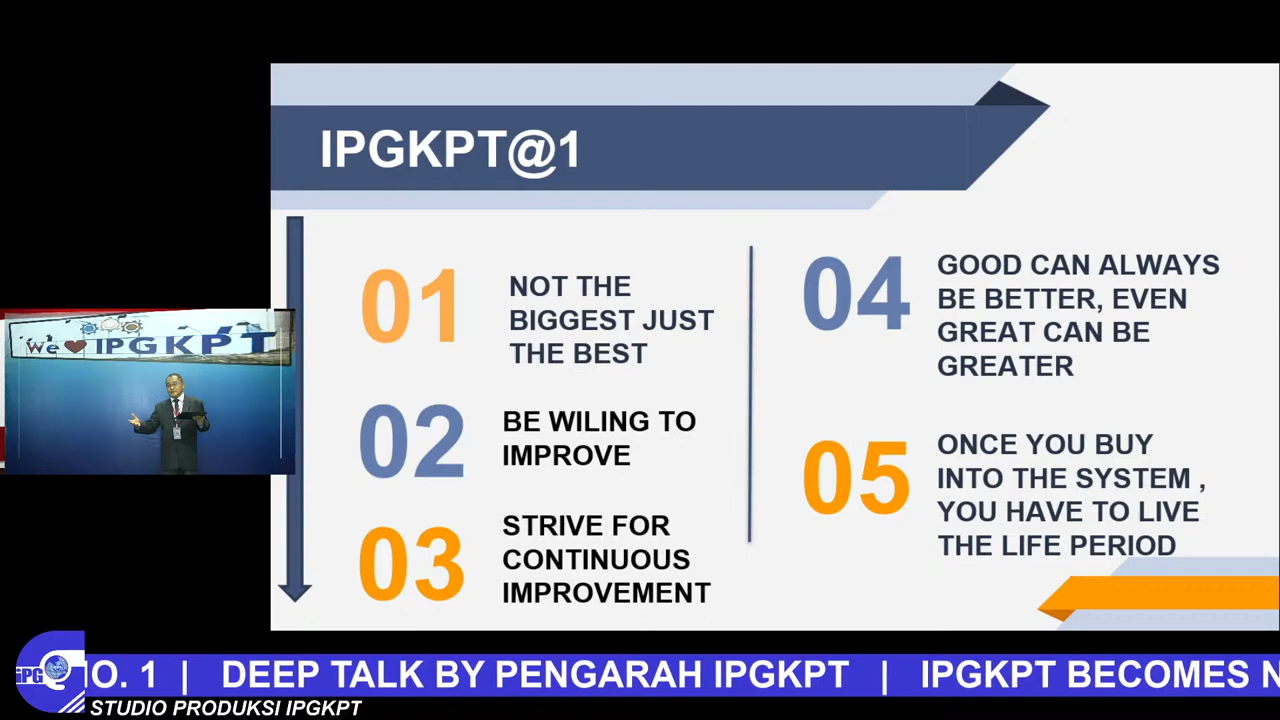 IPGKPT@1
01
NOT THE
BIGGEST JUST
THE BEST
02
BE WILING TO
IMPROVE
03
STRIVE FOR
CONTINUOUS
IMPROVEMENT
04
GOOD CAN ALWAYS
BE BETTER, EVEN
GREAT CAN BE
GREATER
05
ONCE YOU BUY
INTO THE SYSTEM ,
YOU HAVE TO LIVE
THE LIFE PERIOD
We ❤ IPGKPT
iPG
O. 1 | DEEP TALK BY PENGARAH IPGKPT | IPGKPT BECOMES N
STUDIO PRODUKSI IPGKPT